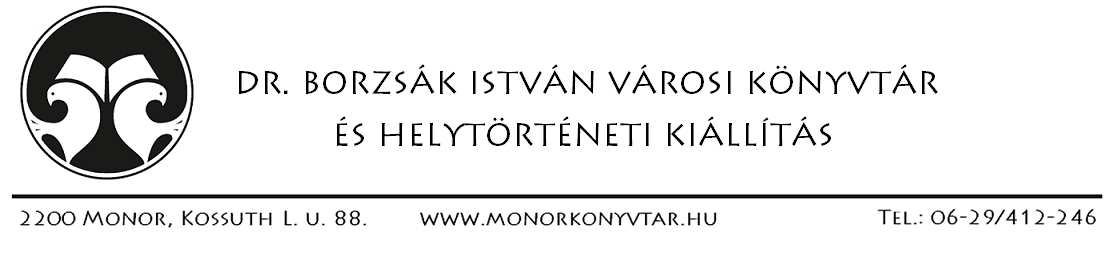 DR. BORZSÁK ISTVÁN VÁROSI KÖNYVTÁR
ÉS HELYTÖRTÉNETI KIÁLLÍTÁS
2200 MONOR, KOSSUTH L. U. 88. WWW.MONORKONYVTAR.HU TEL.: 06-29/412-246